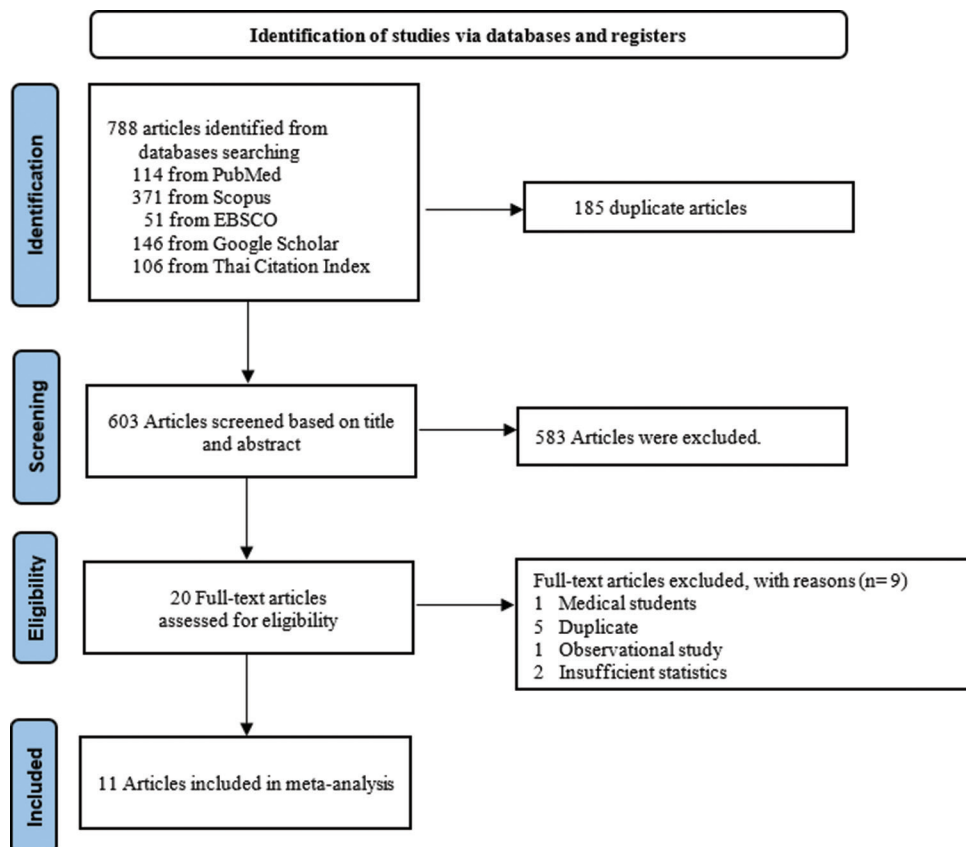 Identification of studies via databases and registers
Identification
788 articles identified from
databases searching
114 from PubMed
371 from Scopus
51 from EBSCO
146 from Google Scholar
106 from Thai Citation Index
185 duplicate articles
Screening
603 Articles screened based on title
and abstract
583 Articles were excluded.
Eligibility
20 Full-text articles
assessed for eligibility
Full-text articles excluded, with reasons (n= 9)
1 Medical students
5 Duplicate
1 Observational study
2 Insufficient statistics
Included
11 Articles included in meta-analysis